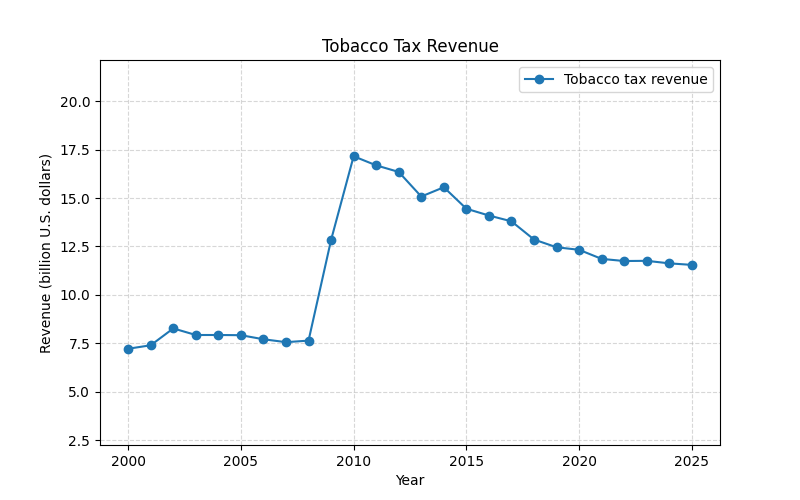 Tobacco Tax Revenue
Tobacco tax revenue
Revenue (billion U.S. dollars)
20.0
17.5
15.0
12.5
10.0
7.5
5.0
2.5
2000 2005 2010 2015 2020 2025
Year